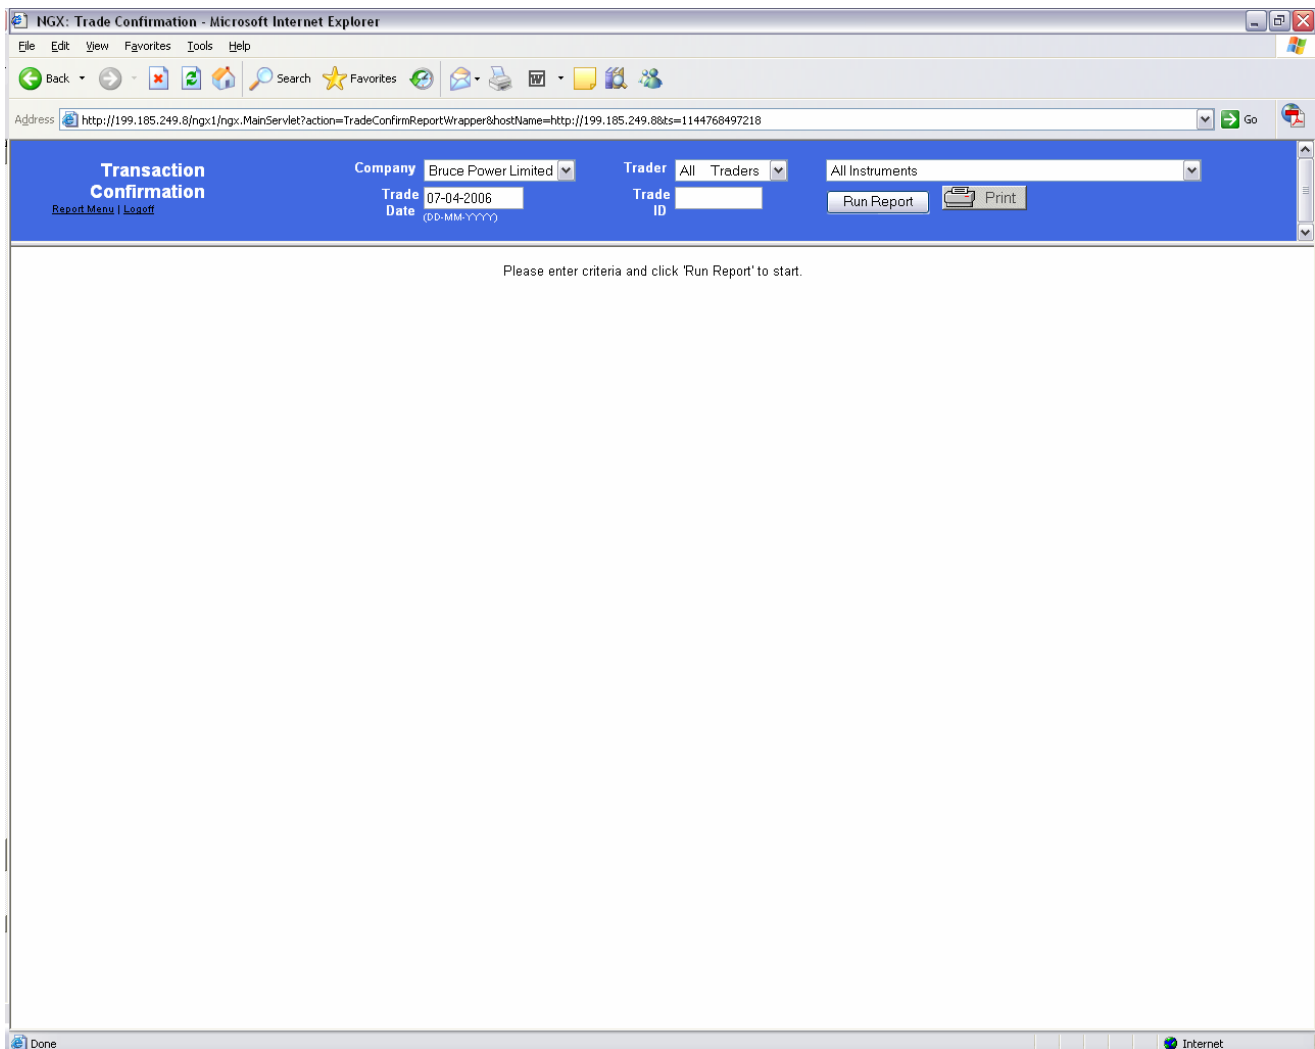 NGX: Trade Confirmation - Microsoft Internet Explorer
File Edit View Favorites Tools Help
Back Search Favorites
Address http://199.185.249.8/ngx1/ngx.MainServlet?action=TradeConfirmReportWrapper&hostName=http://199.185.249.8&ts=1144768497218 Go
Transaction Confirmation
Report Menu | Logoff
Company Bruce Power Limited Trader All Traders All Instruments
Trade Date 07-04-2006 (DD-MM-YYYY) Trade ID Run Report Print
Please enter criteria and click 'Run Report' to start.
Done Internet